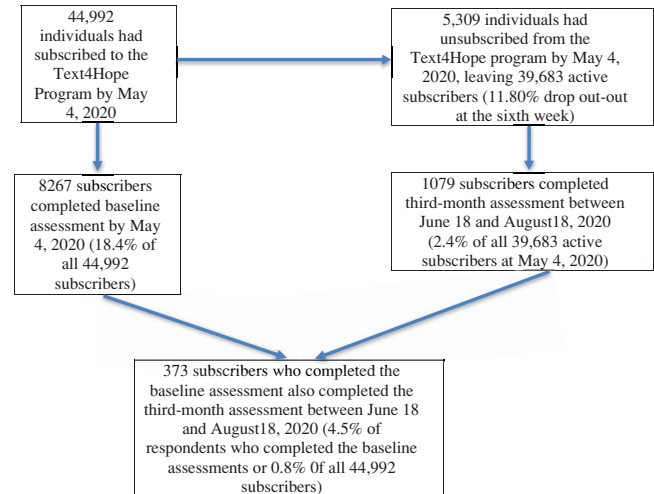 44,992
individuals had
subscribed to the
Text4Hope
Program by May
4, 2020
5,309 individuals had
unsubscribed from the
Text4Hope program by May 4,
2020, leaving 39,683 active
subscribers (11.80% drop out-out
at the sixth week)
8267 subscribers
completed baseline
assessment by May
4, 2020 (18.4% of
all 44,992
subscribers)
1079 subscribers completed
third-month assessment between
June 18 and August18, 2020
(2.4% of all 39,683 active
subscribers at May 4, 2020)
373 subscribers who completed the
baseline assessment also completed the
third-month assessment between June 18
and August18, 2020 (4.5% of
respondents who completed the baseline
assessments or 0.8% 0f all 44,992
subscribers)